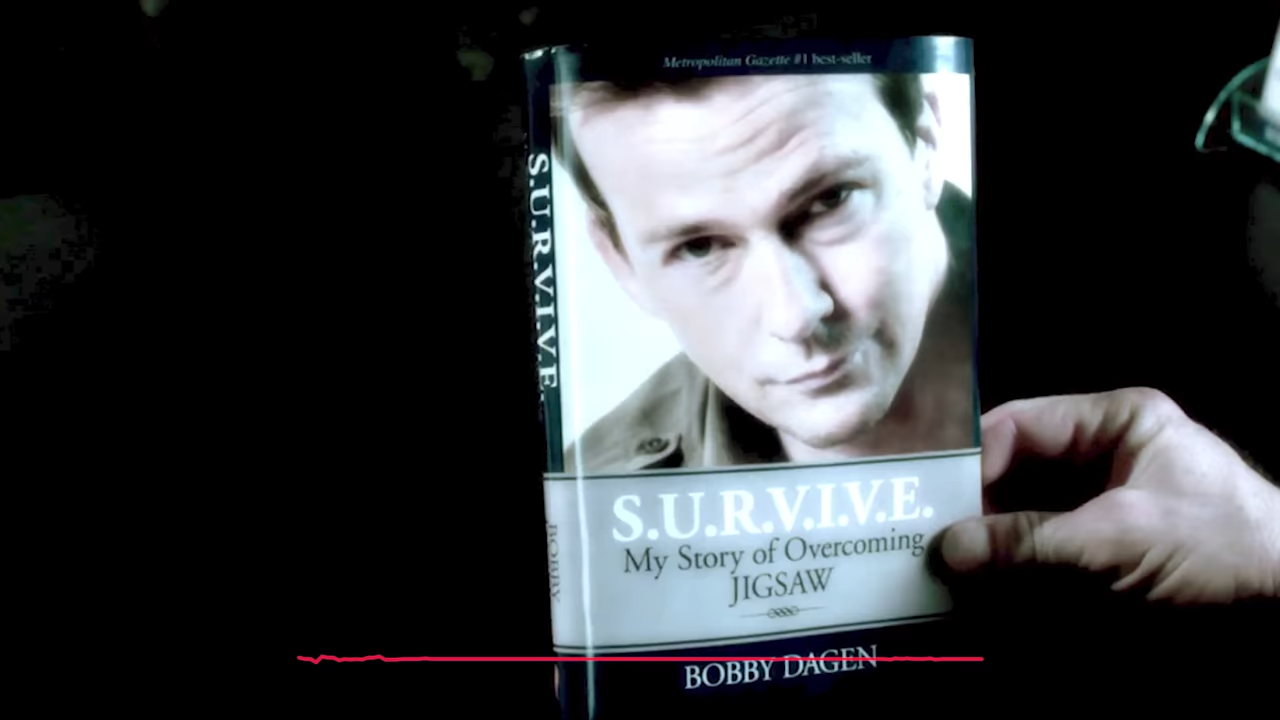 Metropolitan Gazette #1 best-seller
S.U.R.V.I.V.E.
S.U.R.V.I.V.E.
My Story of Overcoming
JIGSAW
BOBBY
BOBBY DAGEN